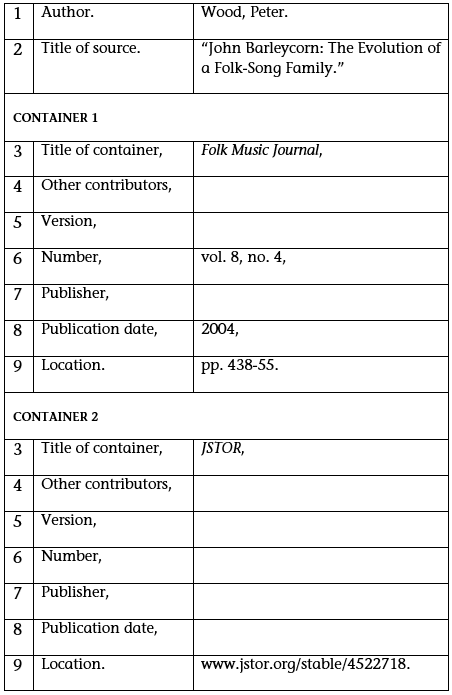 1 Author. Wood, Peter.
2 Title of source. “John Barleycorn: The Evolution of
a Folk-Song Family.”
CONTAINER 1
3 Title of container, Folk Music Journal,
4 Other contributors,
5 Version,
6 Number, vol. 8, no. 4,
7 Publisher,
8 Publication date, 2004,
9 Location. pp. 438-55.
CONTAINER 2
3 Title of container, JSTOR,
4 Other contributors,
5 Version,
6 Number,
7 Publisher,
8 Publication date,
9 Location. www.jstor.org/stable/4522718.